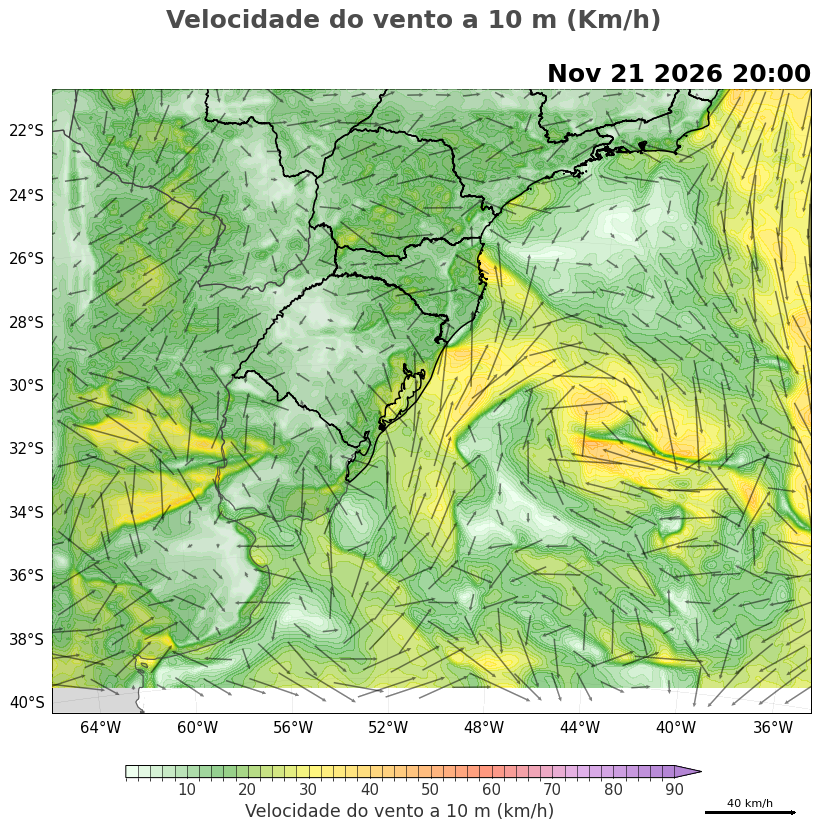 Velocidade do vento a 10 m (Km/h)
Nov 21 2026 20:00
22°S
24°S
26°S
28°S
30°S
32°S
34°S
36°S
38°S
40°S
64°W 60°W 56°W 52°W 48°W 44°W 40°W 36°W
10 20 30 40 50 60 70 80 90
Velocidade do vento a 10 m (km/h)
40 km/h